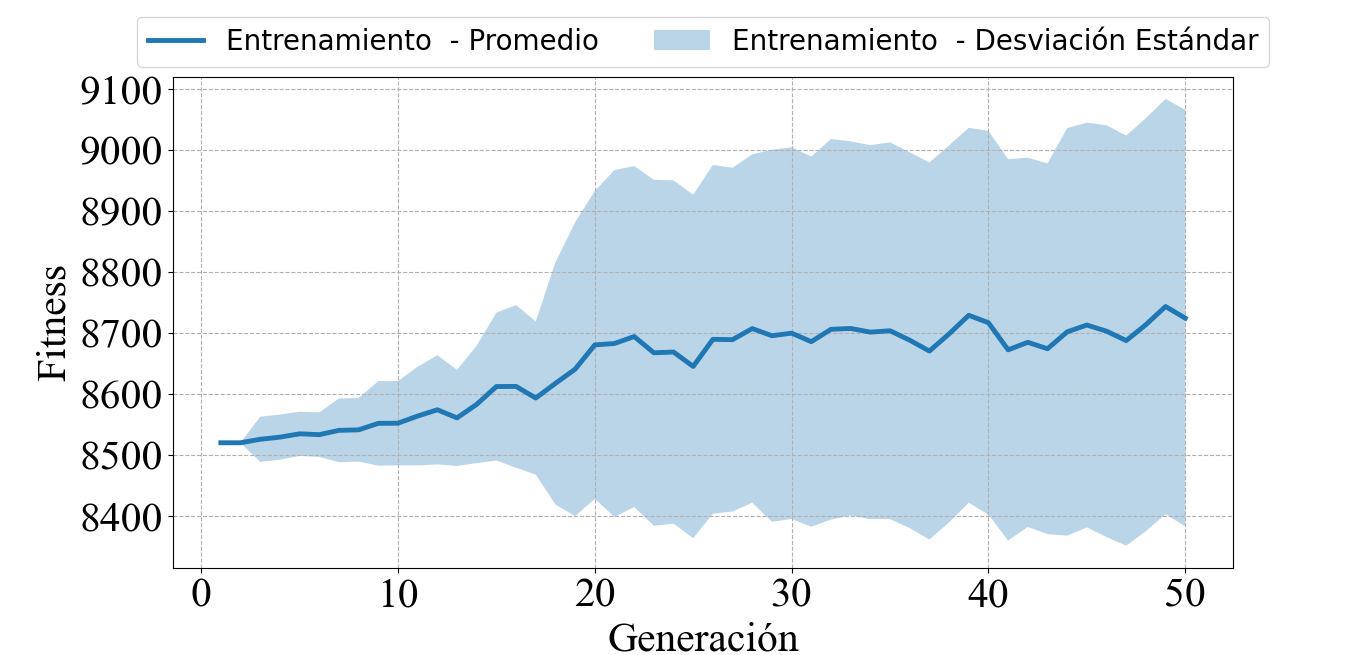 Entrenamiento  - Promedio
Entrenamiento  - Desviación Estándar
9100
9000
8900
8800
8700
8600
8500
8400
Fitness
0 10 20 30 40 50
Generación